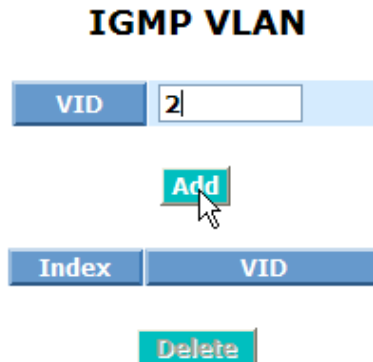 IGMP VLAN
VID 2
Add
Index VID
Delete